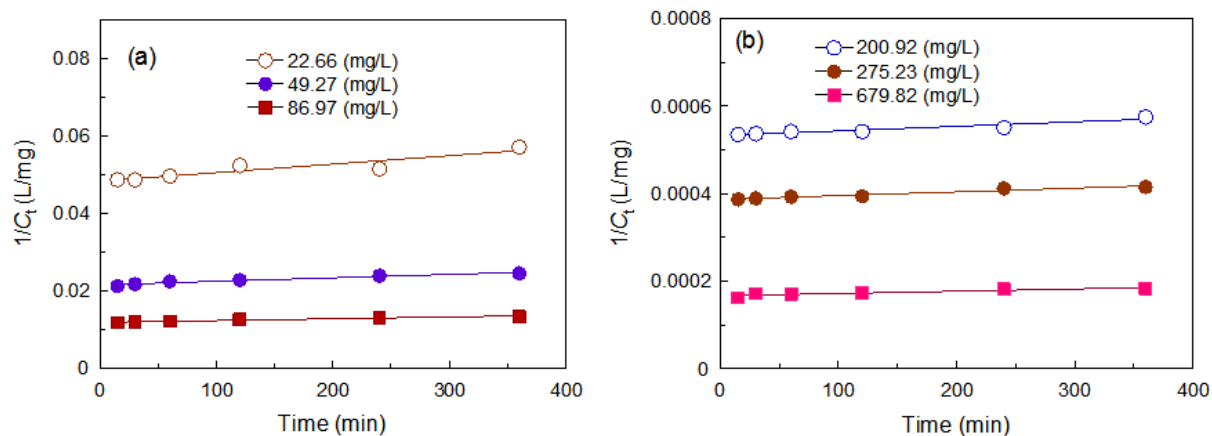 (a)
22.66 (mg/L)
49.27 (mg/L)
86.97 (mg/L)
0.08
0.06
0.04
0.02
0
1/Ct (L/mg)
0
100
200
300
400
Time (min)
(b)
200.92 (mg/L)
275.23 (mg/L)
679.82 (mg/L)
0.0008
0.0006
0.0004
0.0002
0
1/Ct (L/mg)
0
100
200
300
400
Time (min)